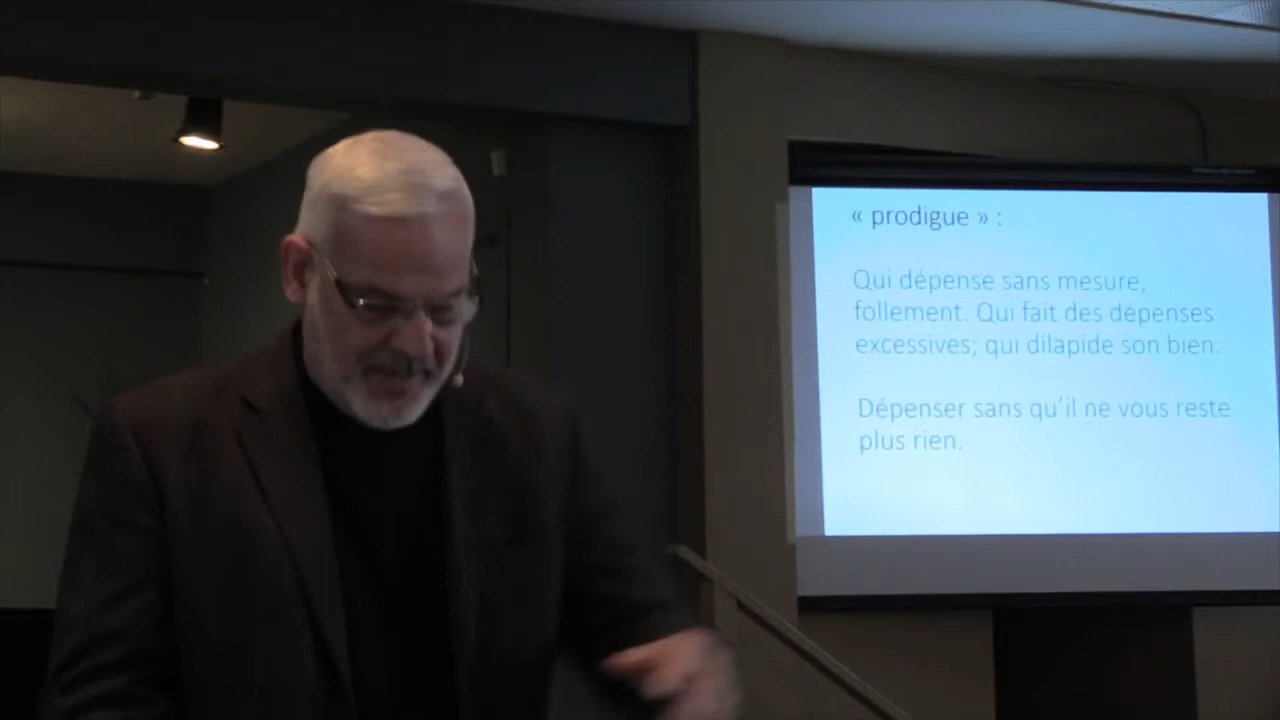 « prodigue » :
Qui dépense sans mesure,
follement. Qui fait des dépenses
excessives; qui dilapide son bien.
Dépenser sans qu'il ne vous reste
plus rien.